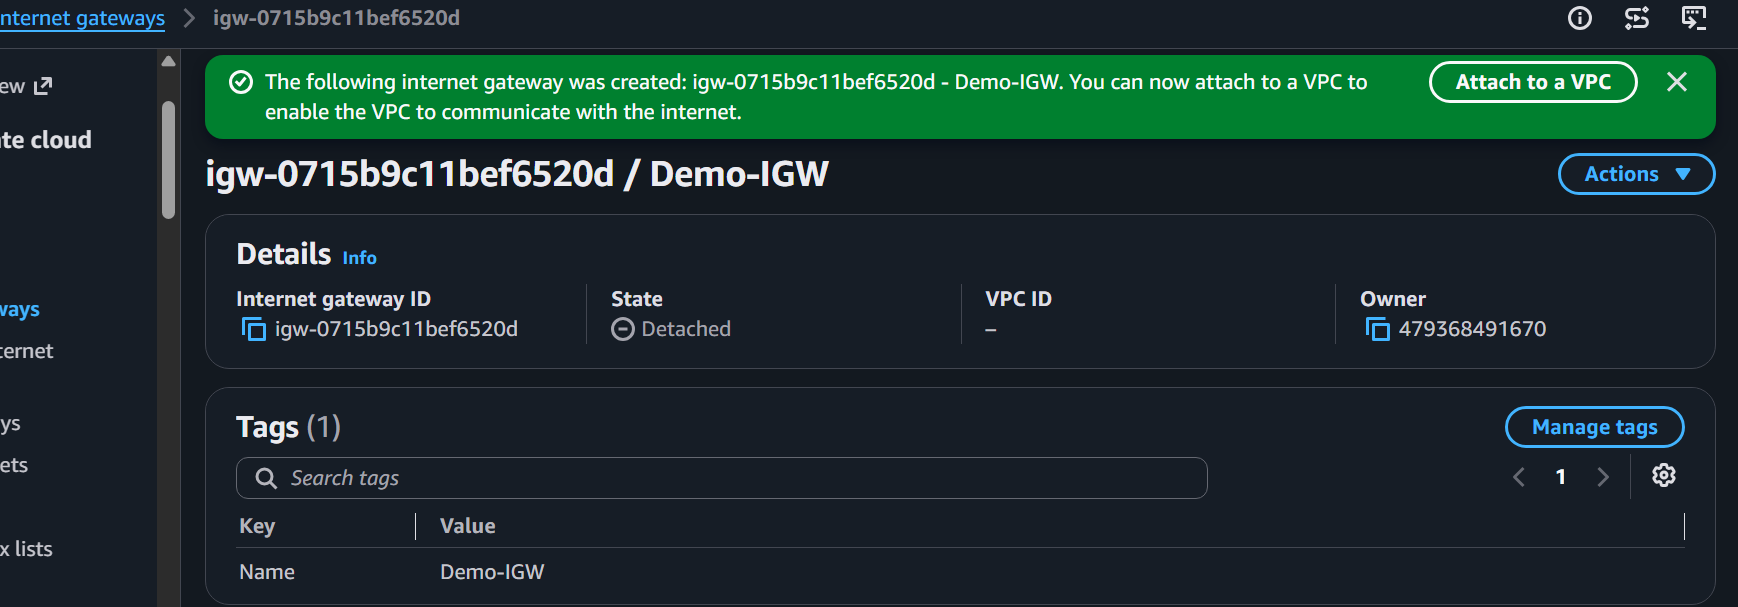 nternet gateways > igw-0715b9c11bef6520d
ew
te cloud
ways
ternet
ys
ets
x lists
The following internet gateway was created: igw-0715b9c11bef6520d - Demo-IGW. You can now attach to a VPC to
enable the VPC to communicate with the internet.
Attach to a VPC
igw-0715b9c11bef6520d / Demo-IGW
Actions
Details Info
Internet gateway ID
igw-0715b9c11bef6520d
State
Detached
VPC ID
–
Owner
479368491670
Tags (1)
Manage tags
Search tags
1
Key Value
Name Demo-IGW